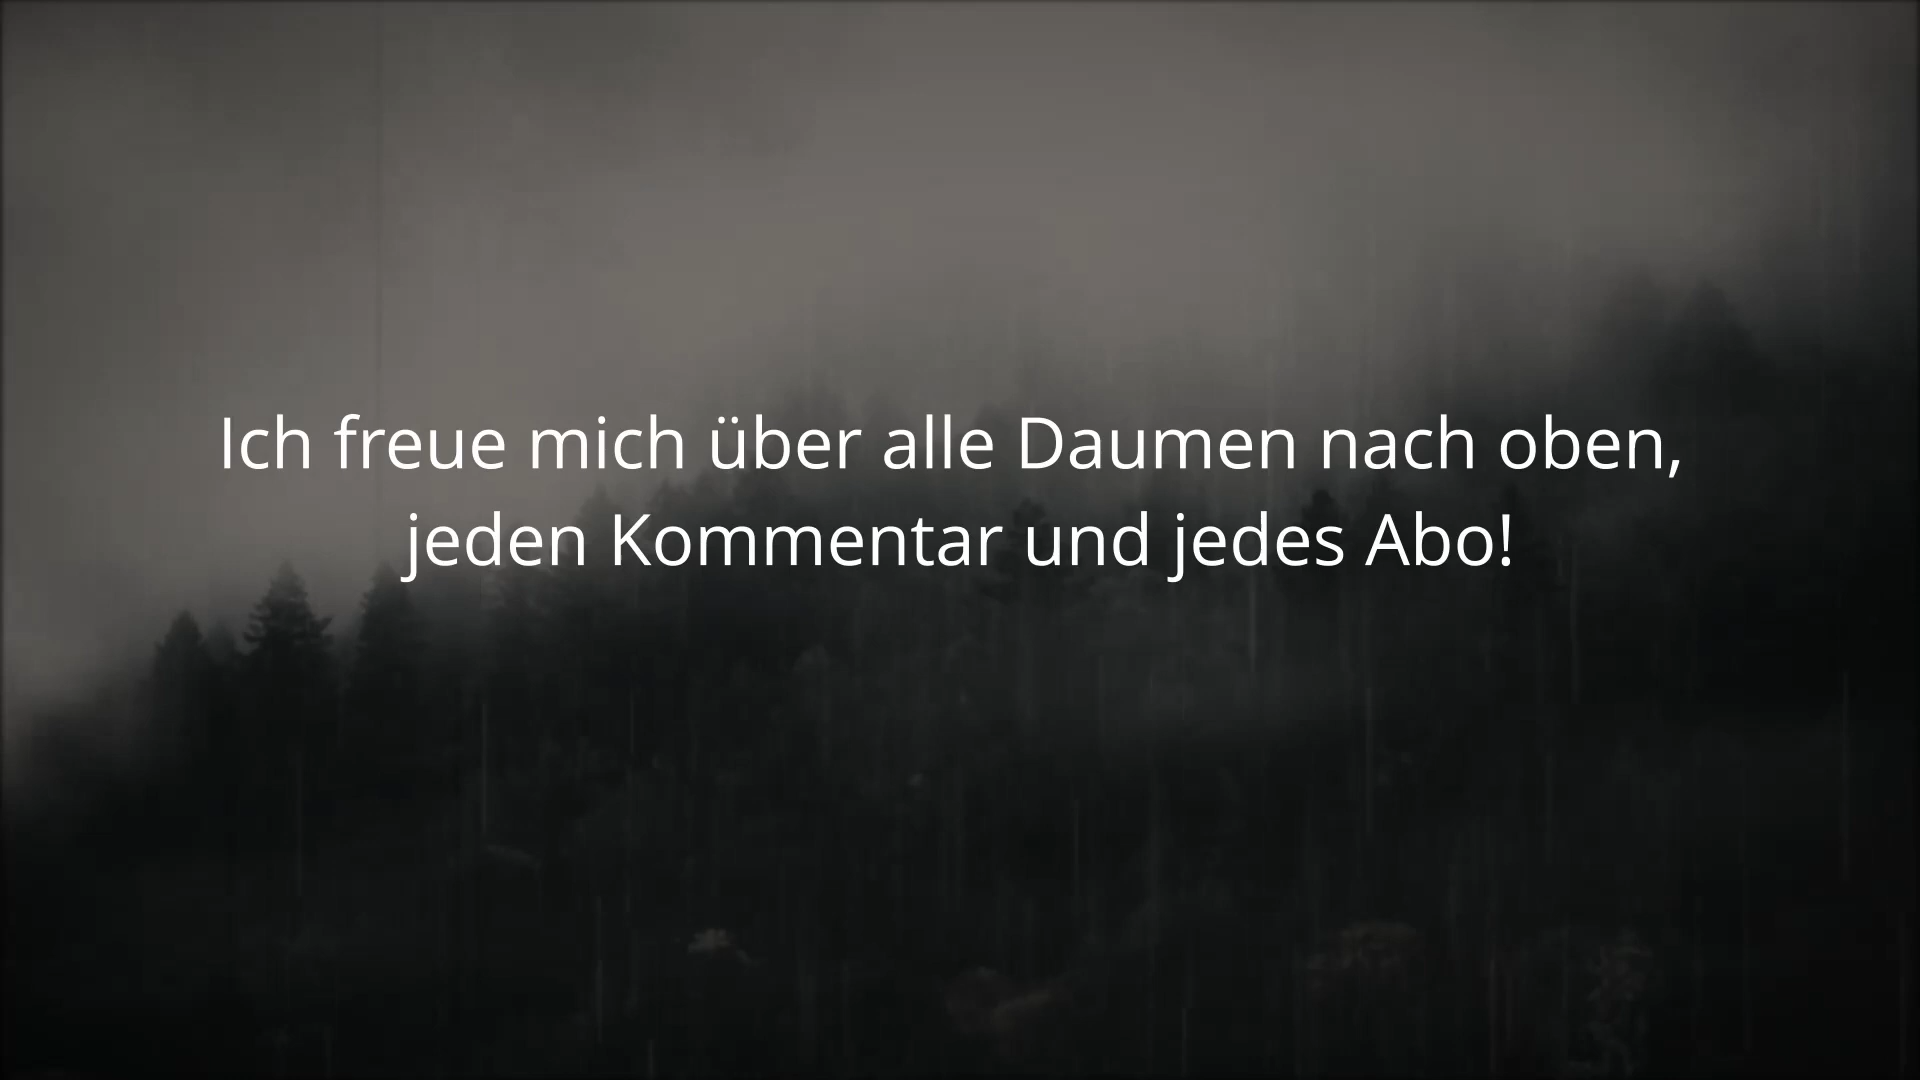 Ich freue mich über alle Daumen nach oben,
jeden Kommentar und jedes Abo!